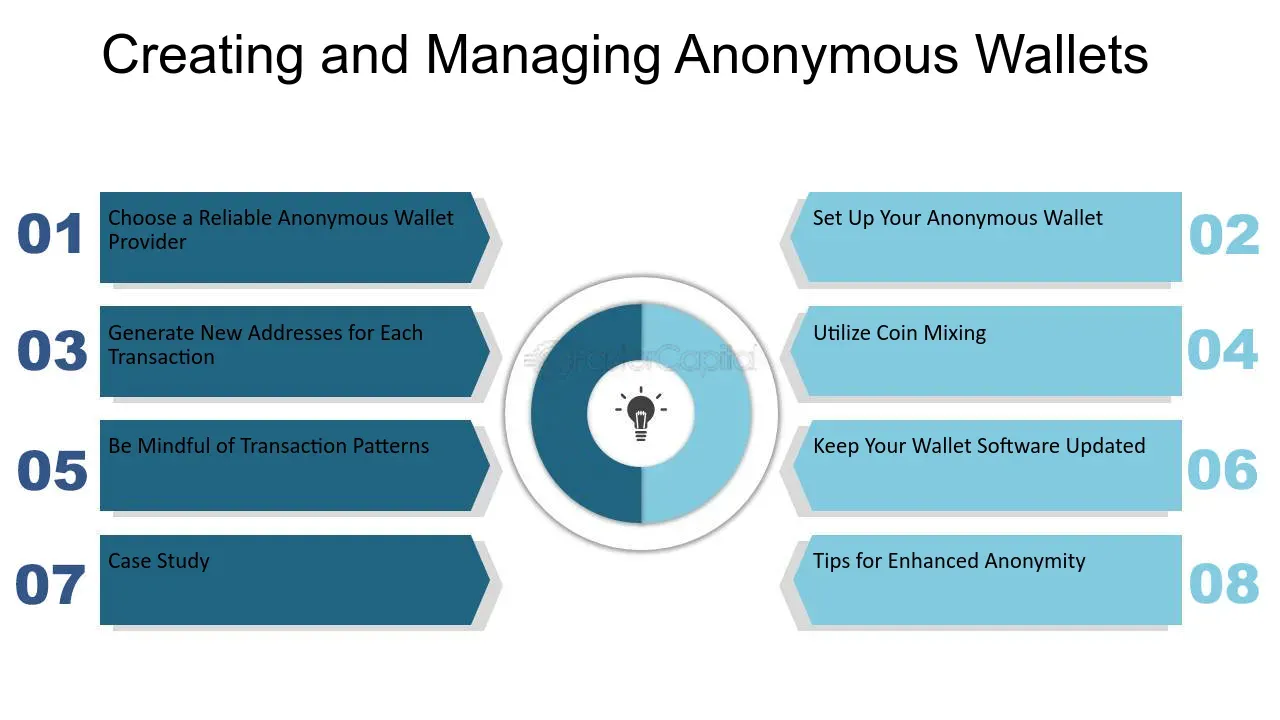 Creating and Managing Anonymous Wallets
01
Choose a Reliable Anonymous Wallet
Provider
Set Up Your Anonymous Wallet
02
03
Generate New Addresses for Each
Transaction
Utilize Coin Mixing
04
FasterCapital
05
Be Mindful of Transaction Patterns
Keep Your Wallet Software Updated
06
07
Case Study
Tips for Enhanced Anonymity
08